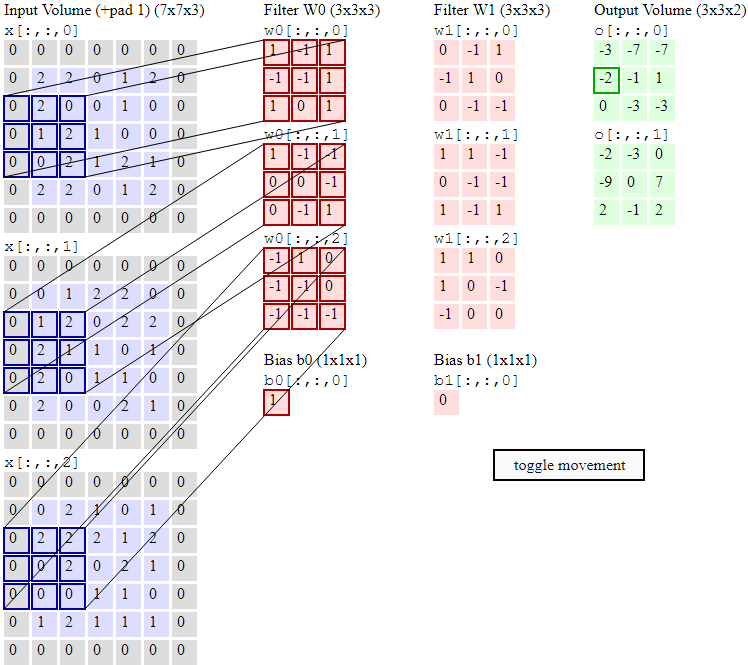 Input Volume (+pad 1) (7x7x3)
x[:,:,0]
0 0 0 0 0 0 0
0 2 2 0 1 2 0
0 2 0 0 1 0 0
0 1 2 1 0 0 0
0 0 2 1 2 1 0
0 2 2 0 1 2 0
0 0 0 0 0 0 0
x[:,:,1]
0 0 0 0 0 0 0
0 0 1 2 2 0 0
0 1 2 0 2 2 0
0 2 1 1 0 1 0
0 2 0 1 1 0 0
0 2 0 0 2 1 0
0 0 0 0 0 0 0
x[:,:,2]
0 0 0 0 0 0 0
0 0 2 1 0 1 0
0 2 2 2 1 2 0
0 0 2 0 2 1 0
0 0 0 1 1 0 0
0 1 2 1 1 1 0
0 0 0 0 0 0 0
Filter W0 (3x3x3)
w0[:,:,0]
1 -1 1
-1 -1 1
1 0 1
w0[:,:,1]
1 -1 -1
0 0 -1
0 -1 1
w0[:,:,2]
-1 1 0
-1 -1 0
-1 -1 -1
Bias b0 (1x1x1)
b0[:,:,0]
1
Filter W1 (3x3x3)
w1[:,:,0]
0 -1 1
-1 1 0
0 -1 -1
w1[:,:,1]
1 1 -1
0 -1 -1
1 -1 1
w1[:,:,2]
1 1 0
1 0 -1
-1 0 0
Bias b1 (1x1x1)
b1[:,:,0]
0
Output Volume (3x3x2)
o[:,:,0]
-3 -7 -7
-2 -1 1
0 -3 -3
o[:,:,1]
-2 -3 0
-9 0 7
2 -1 2
toggle movement